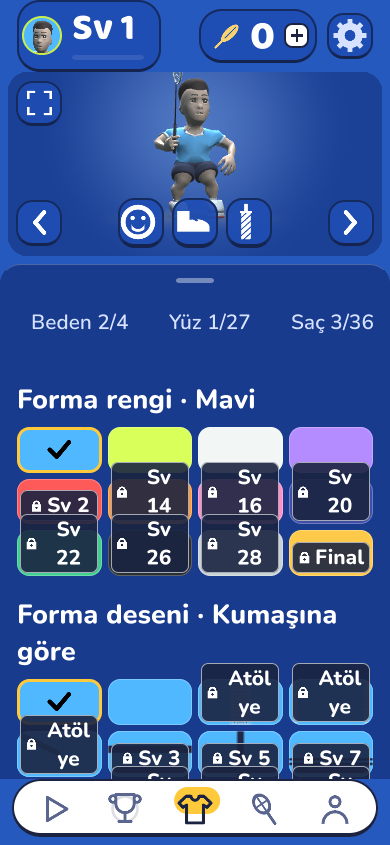 Sv 1
0
Beden 2/4 Yüz 1/27 Saç 3/36
Forma rengi · Mavi
Sv 2
Sv 14
Sv 16
Sv 20
Sv 22
Sv 26
Sv 28
Final
Forma deseni · Kumaşına
göre
Atöl
ye
Atöl
ye
Atöl
ye
Sv 3
Sv 5
Sv 7